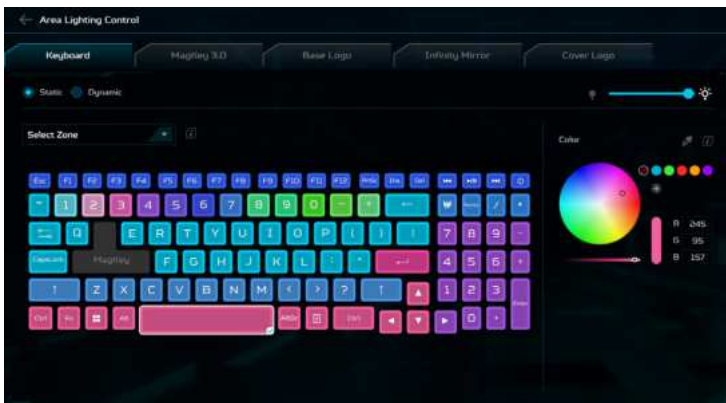 Area Lighting Control
Keyboard MagKey 3.0 Base Logo Infinity Mirror Cover Logo
Static Dynamic
Select Zone
Color
Esc F1 F2 F3 F4 F5 F6 F7 F8 F9 F10 F11 F12 Ins Del
1 2 3 4 5 6 7 8 9 0 - /
Q E R T Y U I O P [ ] 7 8 9 -
R 245
G 95
B 157
CapsLock MagKey F G H J K L 4 5 6 +
Z X C V B N M < > ? 1 2 3
Enter
Ctrl Fn Alt AltGr Ctrl 0